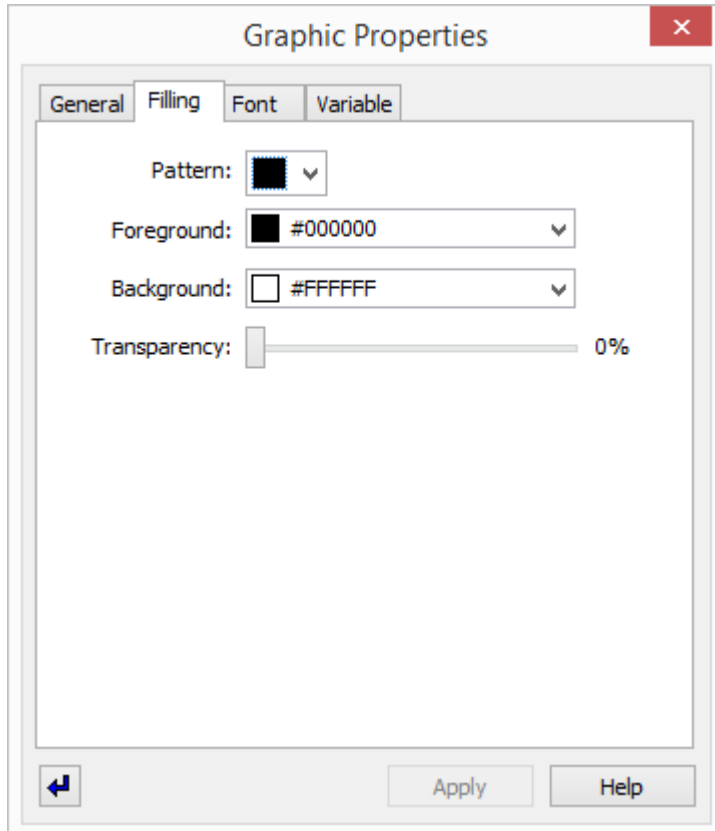 Graphic Properties
General Filling Font Variable
Pattern:
Foreground: #000000
Background: #FFFFFF
Transparency: 0%
Apply Help